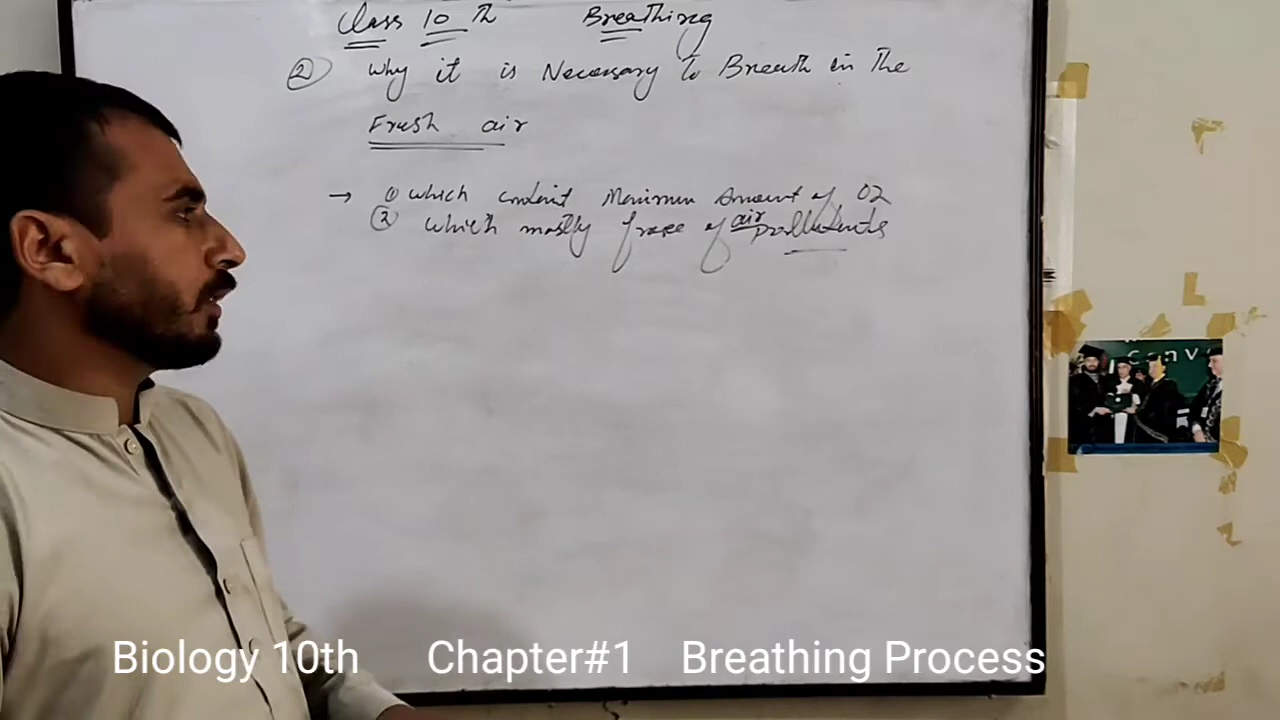 Class 10 th Breathing
② Why it is Necessary to Breath in the
Fresh air
→ ① which contain Maximum Amount of O2
② which mostly free of air pollutants
Conv
Biology 10th Chapter#1 Breathing Process